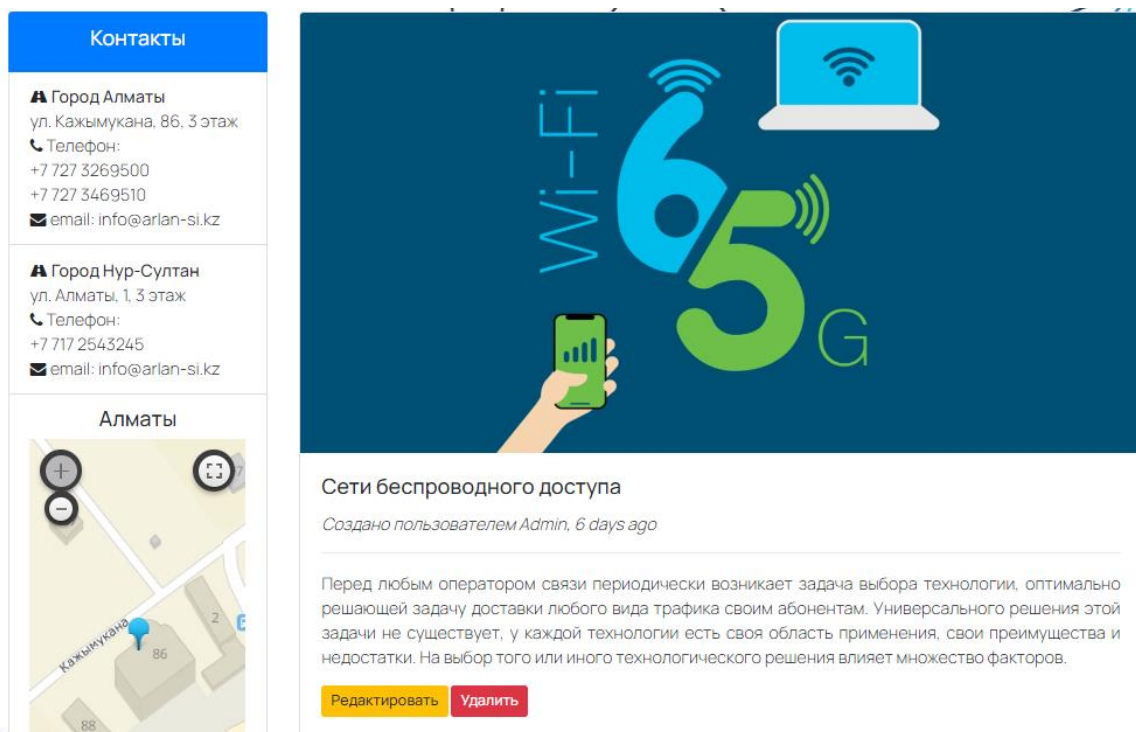 Контакты
Город Алматы
ул. Кажымукана, 86, 3 этаж
Телефон:
+7 727 3269500
+7 727 3469510
email: info@arlan-si.kz
Город Нур-Султан
ул. Алматы, 1, 3 этаж
Телефон:
+7 717 2543245
email: info@arlan-si.kz
Алматы
7
2
Кажымукана
86
88
Wi-Fi
6
5
G
Сети беспроводного доступа
Создано пользователем Admin, 6 days ago
Перед любым оператором связи периодически возникает задача выбора технологии, оптимально
решающей задачу доставки любого вида трафика своим абонентам. Универсального решения этой
задачи не существует, у каждой технологии есть своя область применения, свои преимущества и
недостатки. На выбор того или иного технологического решения влияет множество факторов.
Редактировать Удалить